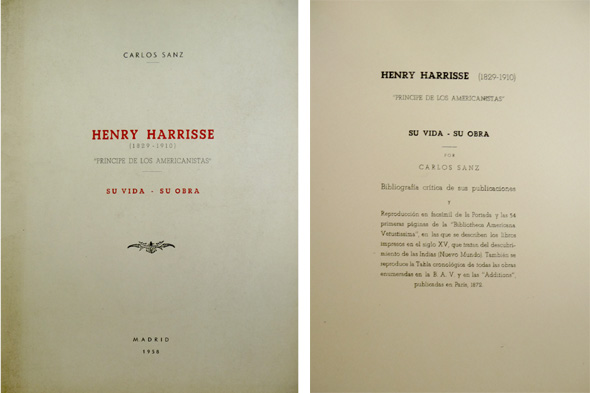 CARLOS SANZ
HENRY HARRISSE
(1829-1910)
"PRINCIPE DE LOS AMERICANISTAS"
SU VIDA - SU OBRA
MADRID
1958
HENRY HARRISSE (1829-1910)
"PRINCIPE DE LOS AMERICANISTAS"
SU VIDA - SU OBRA
POR
CARLOS SANZ
Bibliografía crítica de sus publicaciones
Y
Reproducción en facsímil de la Portada y las 54
primeras páginas de la "Bibliotheca Americana
Vetustissima", en las que se describen los libros
impresos en el siglo XV, que tratan del descubri-
miento de las Indias (Nuevo Mundo). También se
reproduce la Tabla cronológica de todas las obras
enumeradas en la B. A. V. y en las "Additions",
publicadas en París, 1872.